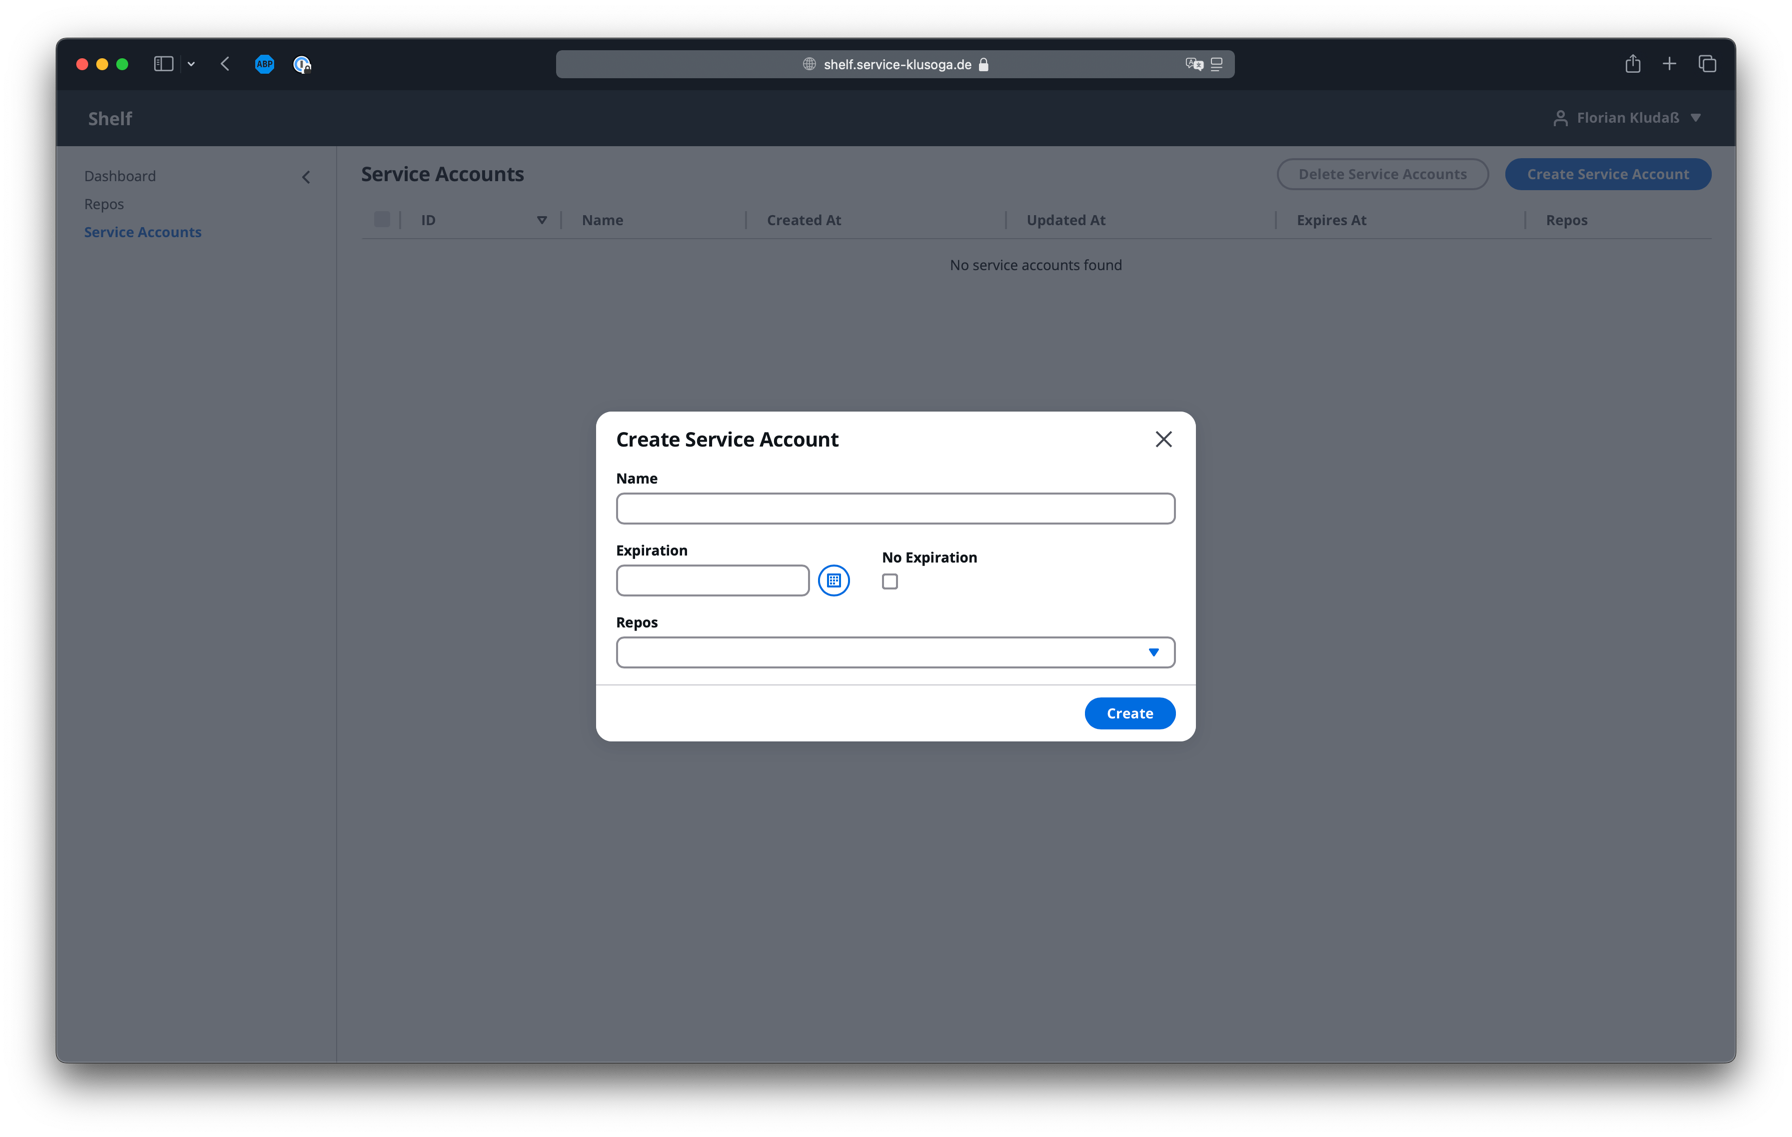 ABP
shelf.service-klusoga.de
Shelf
Florian Kludaß
Dashboard
Repos
Service Accounts
Service Accounts
Delete Service Accounts
Create Service Account
ID
Name
Created At
Updated At
Expires At
Repos
No service accounts found
Create Service Account
Name
Expiration
No Expiration
Repos
Create